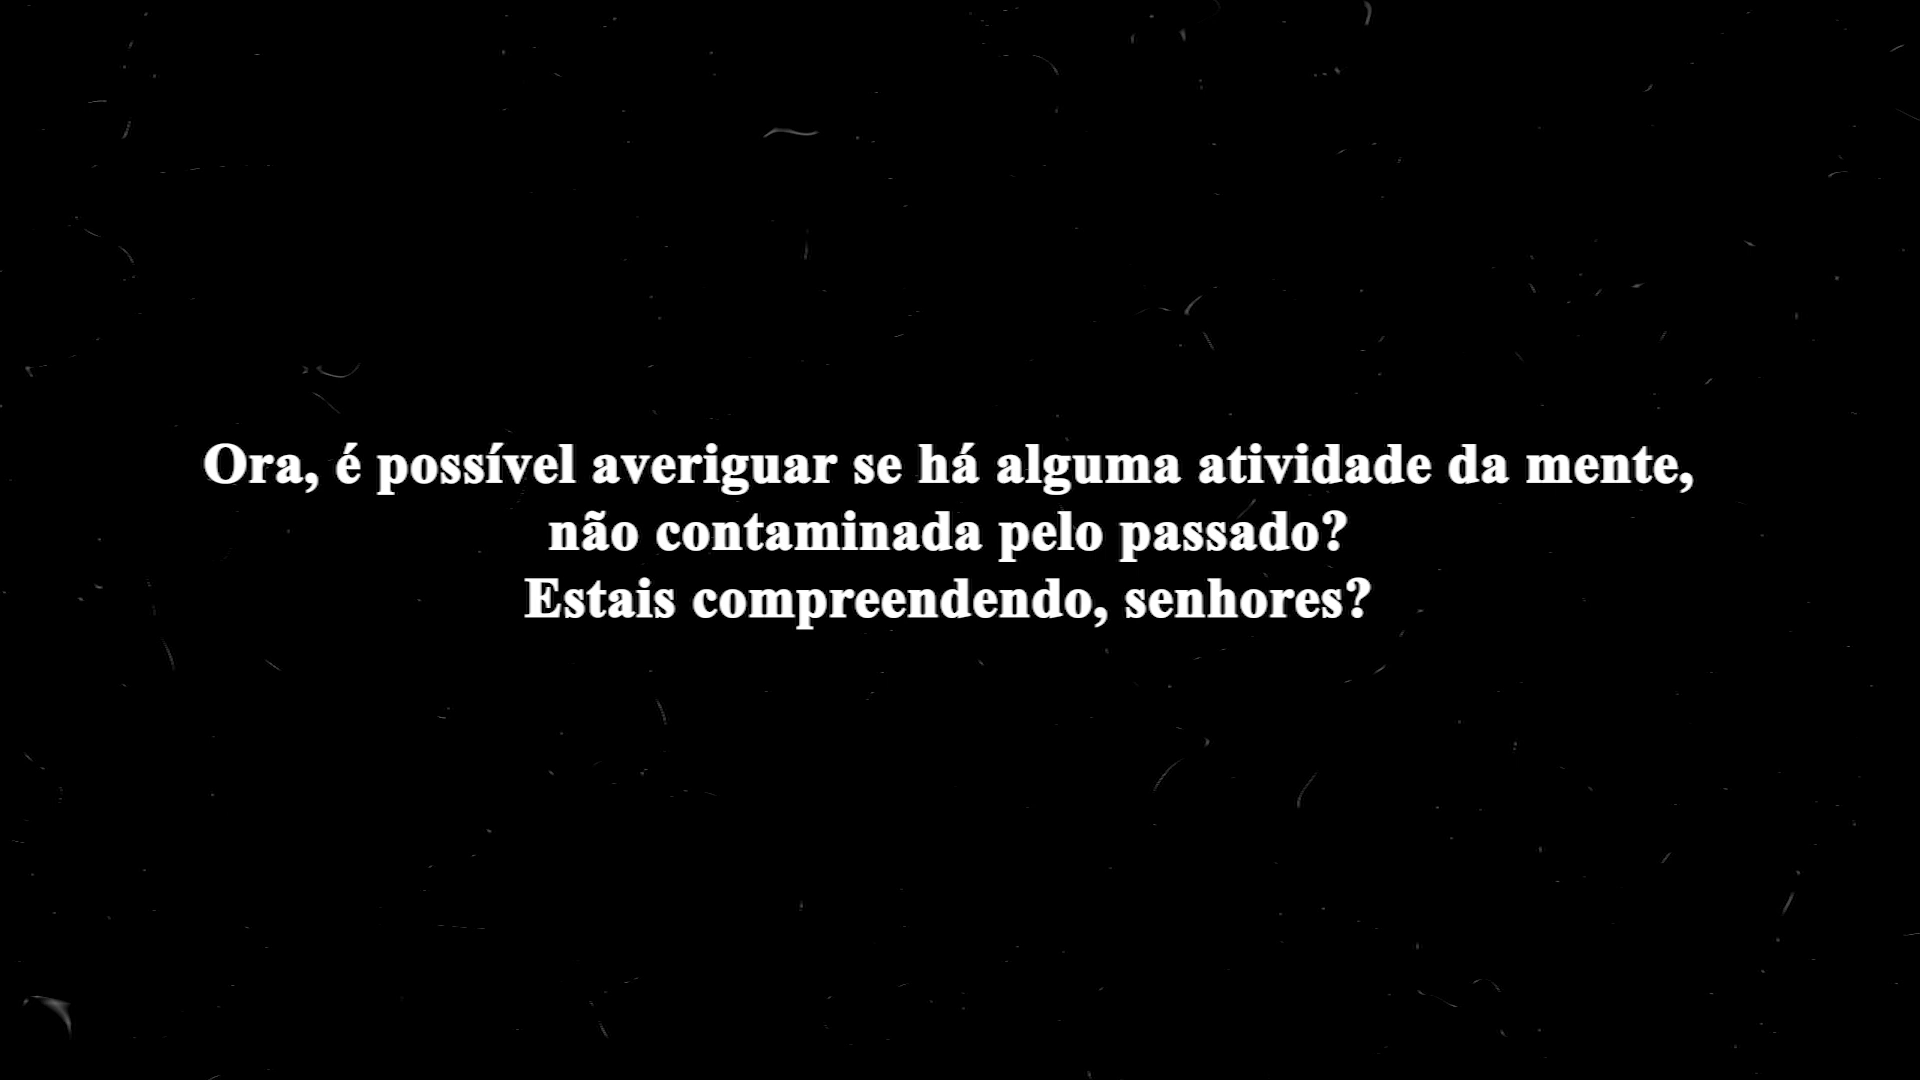 Ora, é possível averiguar se há alguma atividade da mente,
não contaminada pelo passado?
Estais compreendendo, senhores?